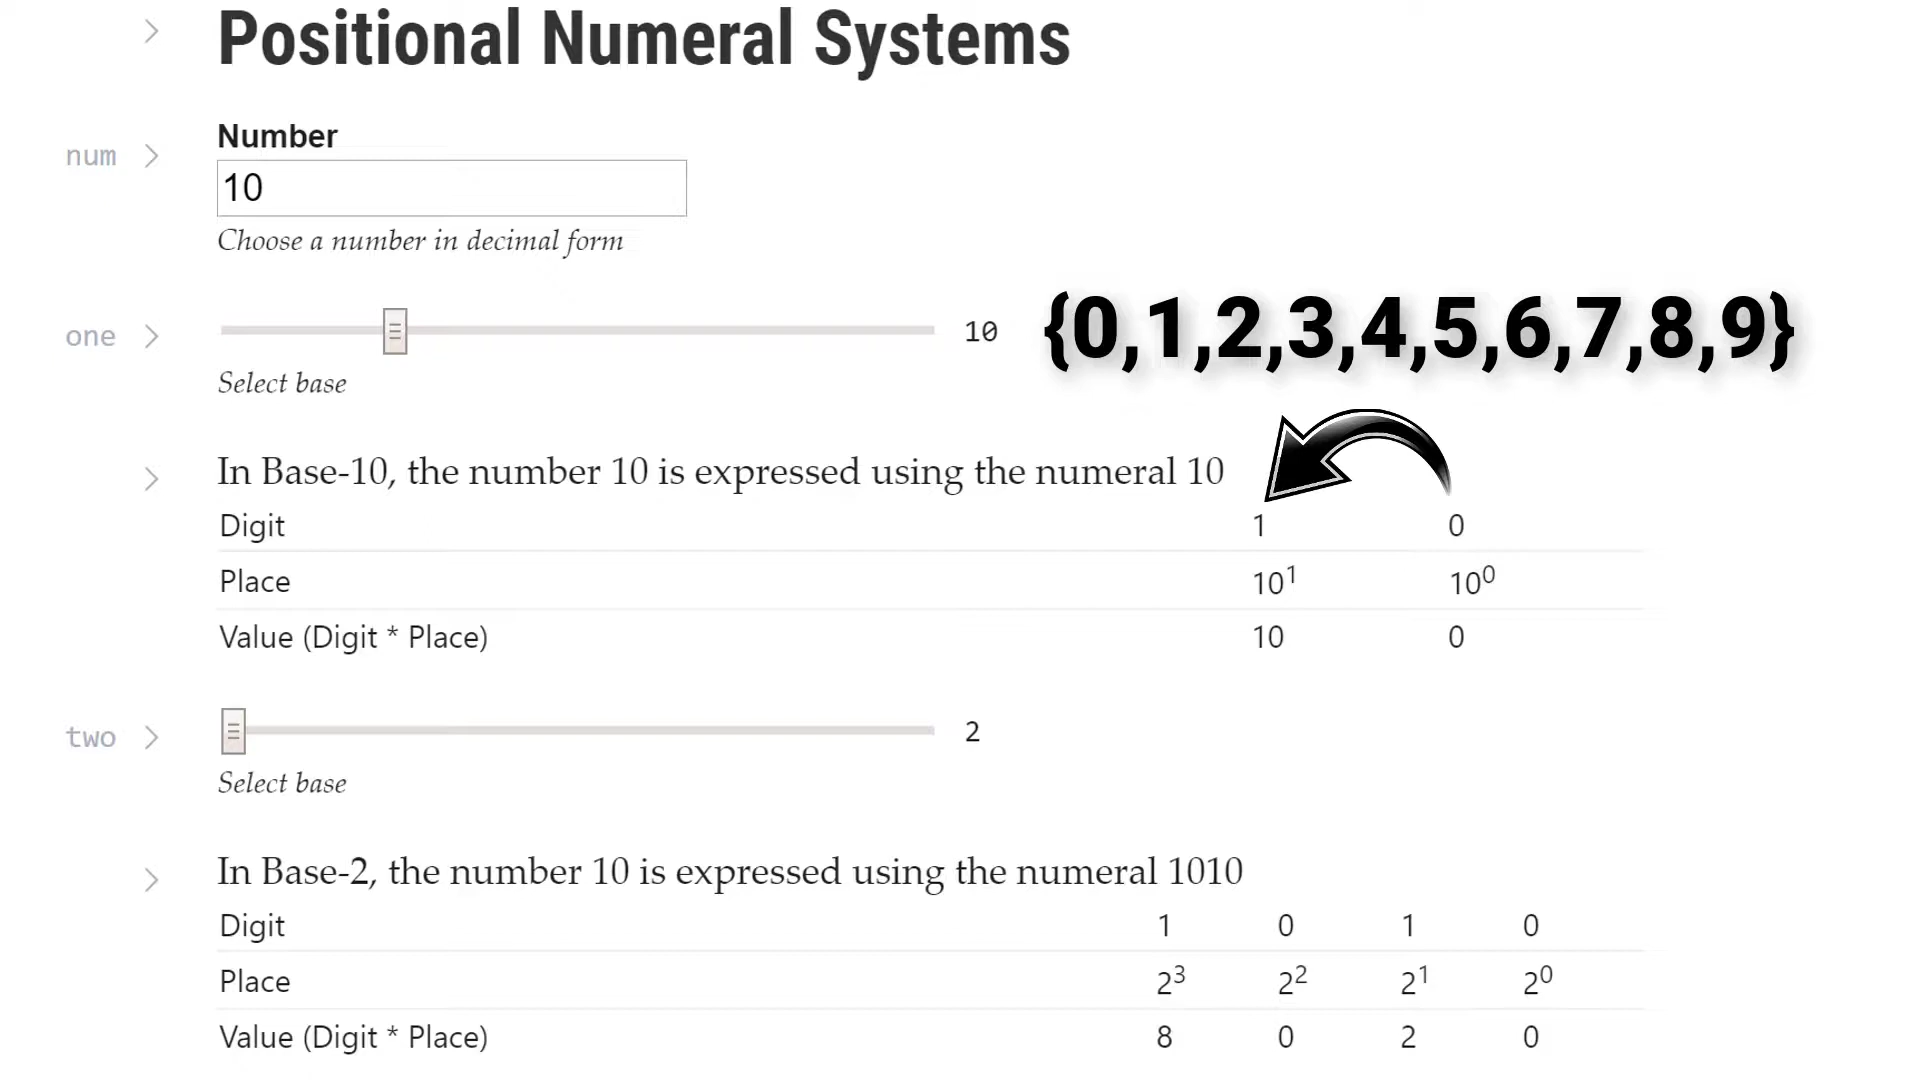 Positional Numeral Systems
Number
num
10
Choose a number in decimal form
one
10
{0,1,2,3,4,5,6,7,8,9}
Select base
In Base-10, the number 10 is expressed using the numeral 10
Digit 1 0
Place 10¹ 10⁰
Value (Digit * Place) 10 0
two
2
Select base
In Base-2, the number 10 is expressed using the numeral 1010
Digit 1 0 1 0
Place 2³ 2² 2¹ 2⁰
Value (Digit * Place) 8 0 2 0